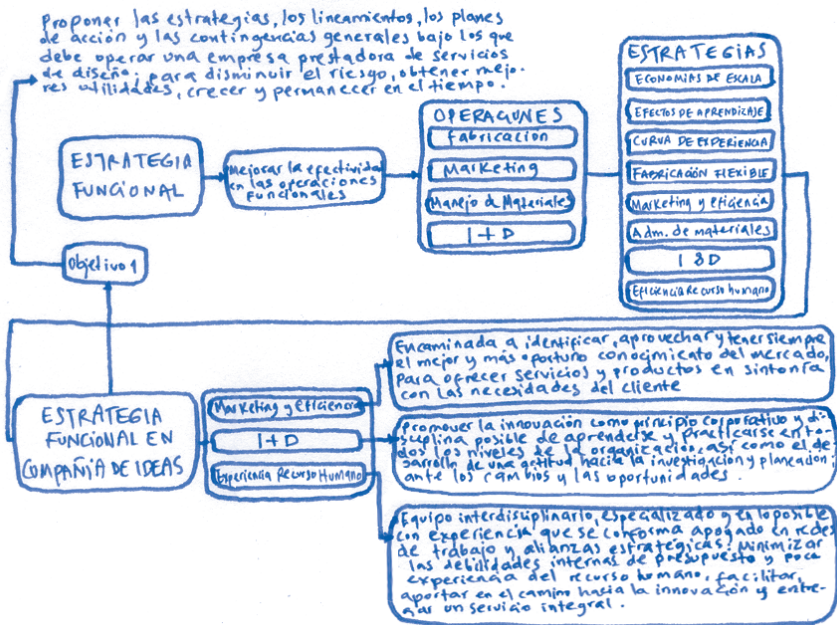 Proponer las estrategias, los lineamientos, los planes
de acción y las contingencias generales bajo los que
debe operar una empresa prestadora de servicios
de diseño; para disminuir el riesgo, obtener mejo-
res utilidades, crecer y permanecer en el tiempo.
ESTRATEGIA
FUNCIONAL
Mejorar la efectividad
en las operaciones
funcionales
OPERACIONES
Fabricación
Marketing
Manejo de Materiales
I+D
ESTRATEGIAS
ECONOMIAS DE ESCALA
EFECTOS DE APRENDIZAJE
CURVA DE EXPERIENCIA
FABRICACIÓN FLEXIBLE
Marketing y eficiencia
Adm. de materiales
I&D
Eficiencia Recurso humano
Objetivo 1
ESTRATEGIA
FUNCIONAL EN
COMPAÑIA DE IDEAS
Marketing y Eficiencia
I+D
Experiencia Recurso Humano
Encaminada a identificar, aprovechar y tener siempre
el mejor y más oportuno conocimiento del mercado,
para ofrecer servicios y productos en sintonía
con las necesidades del cliente
Promover la innovación como principio corporativo y di-
sciplina posible de aprenderse y practicarse en to-
dos los niveles de la organización; así como el de-
sarrollo de una actitud hacia la investigación y planeación;
ante los cambios y las oportunidades.
Equipo interdisciplinario, especializado y en lo posible
con experiencia que se conforma apoyado en redes
de trabajo y alianzas estratégicas. Minimizar
las debilidades internas de presupuesto y poca
experiencia del recurso humano, facilitar,
aportar en el camino hacia la innovación y entre-
gar un servicio integral.